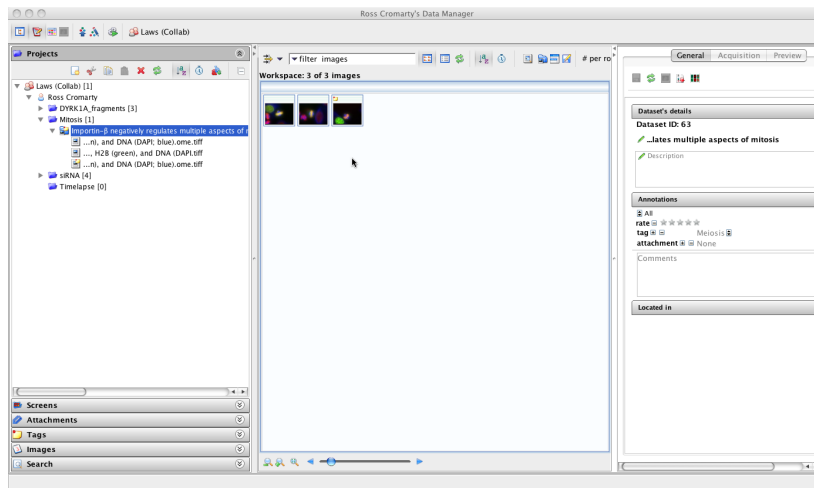 Ross Cromarty's Data Manager
Laws (Collab)
Projects
Laws (Collab) [1]
Ross Cromarty
DYRK1A_fragments [3]
Mitosis [1]
Importin-β negatively regulates multiple aspects of r
...n), and DNA (DAPI; blue).ome.tiff
..., H2B (green), and DNA (DAPI.tiff
...n), and DNA (DAPI; blue).ome.tiff
siRNA [4]
Timelapse [0]
Screens
Attachments
Tags
Images
Search
filter images
# per ro
Workspace: 3 of 3 images
General Acquisition Preview
Dataset's details
Dataset ID: 63
...lates multiple aspects of mitosis
Description
Annotations
All
rate
tag Meiosis
attachment None
Comments
Located in